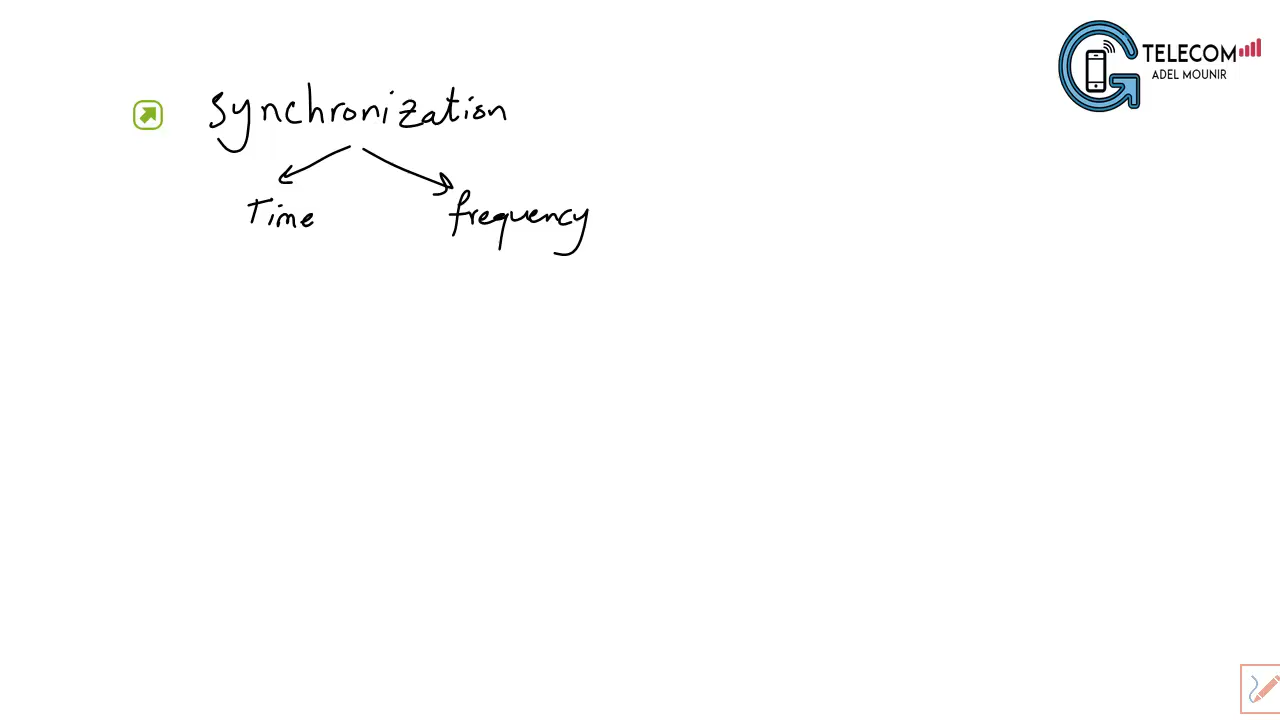 TELECOM
ADEL MOUNIR
synchronization
Time
frequency